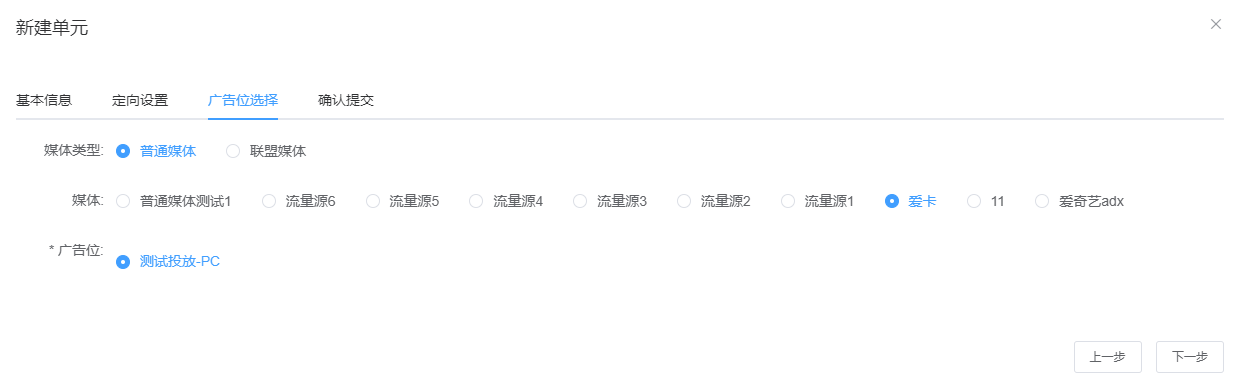 新建单元
基本信息 定向设置 广告位选择 确认提交
媒体类型: 普通媒体 联盟媒体
媒体: 普通媒体测试1 流量源6 流量源5 流量源4 流量源3 流量源2 流量源1 爱卡 11 爱奇艺adx
* 广告位: 测试投放-PC
上一步 下一步